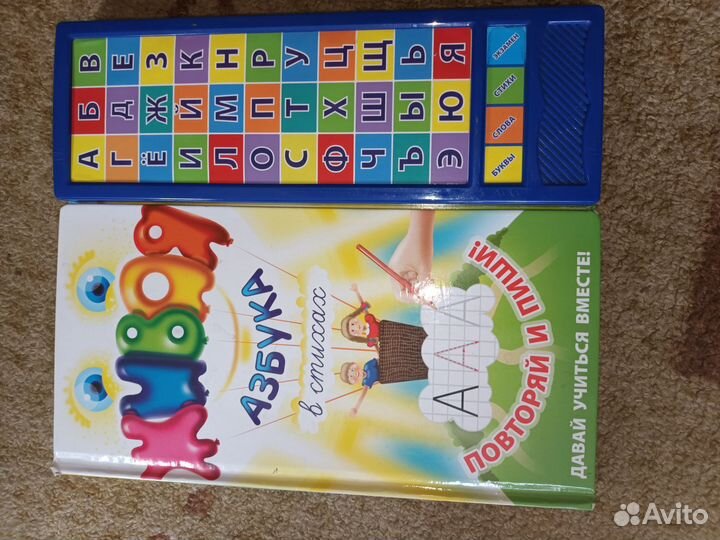 ЖИВАЯ
АЗБУКА
в стихах
А А А
ПОВТОРЯЙ И ПИШИ!
ДАВАЙ УЧИТЬСЯ ВМЕСТЕ!
А Б В
Г Д Е
Ё Ж З
И Й К
Л М Н
О П Р
С Т У
Ф Х Ц
Ч Ш Щ
Ъ Ы Ь
Э Ю Я
БУКВЫ СЛОВА СТИХИ ЭКЗАМЕН
Avito